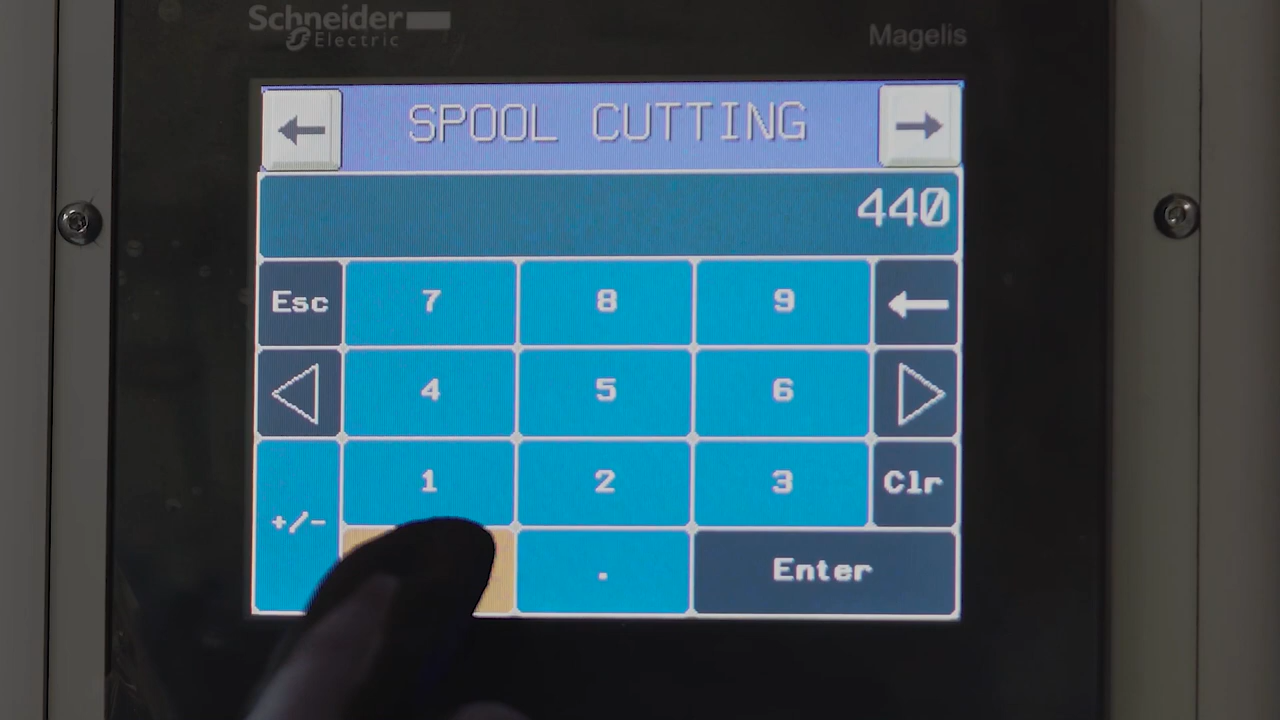 Schneider
Electric
Magelis
← SPOOL CUTTING →
440
Esc 7 8 9 ←
4 5 6
1 2 3 Clr
+/- . Enter